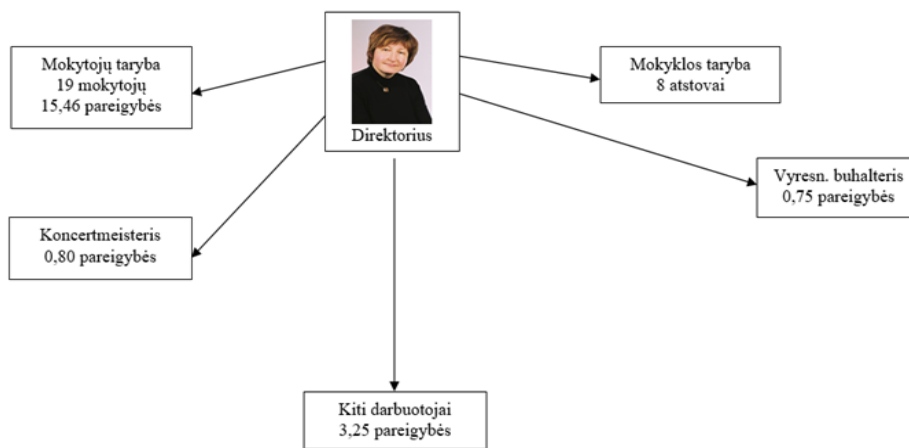 Mokytojų taryba
19 mokytojų
15,46 pareigybės
Direktorius
Mokyklos taryba
8 atstovai
Vyresn. buhalteris
0,75 pareigybės
Koncertmeisteris
0,80 pareigybės
Kiti darbuotojai
3,25 pareigybės